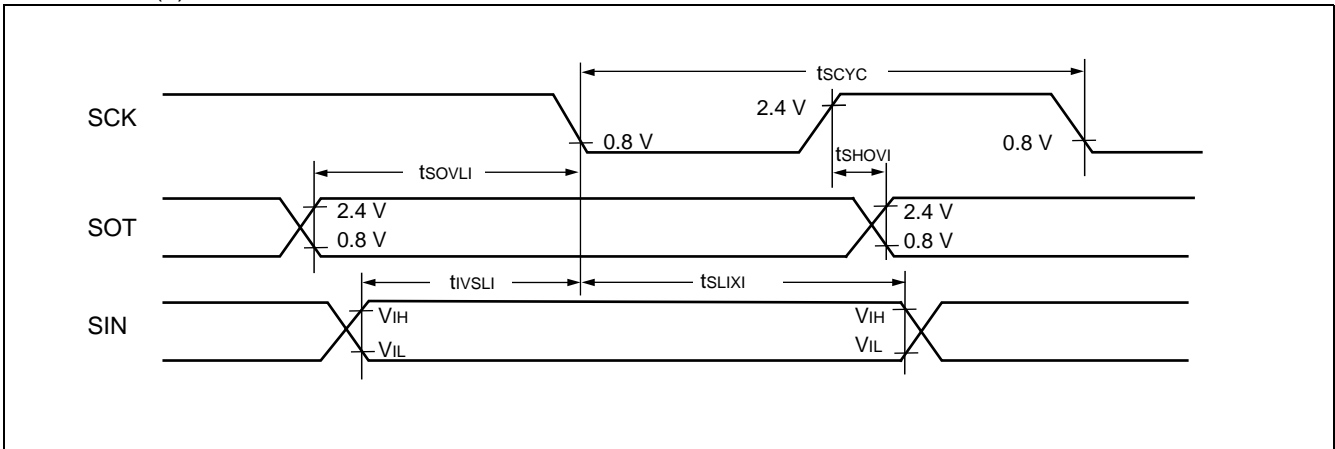 tSCYC
SCK
2.4 V
0.8 V
0.8 V
tSHOVI
tSOVLI
SOT
2.4 V
0.8 V
2.4 V
0.8 V
tIVSLI
tSLIXI
SIN
VIH
VIL
VIH
VIL